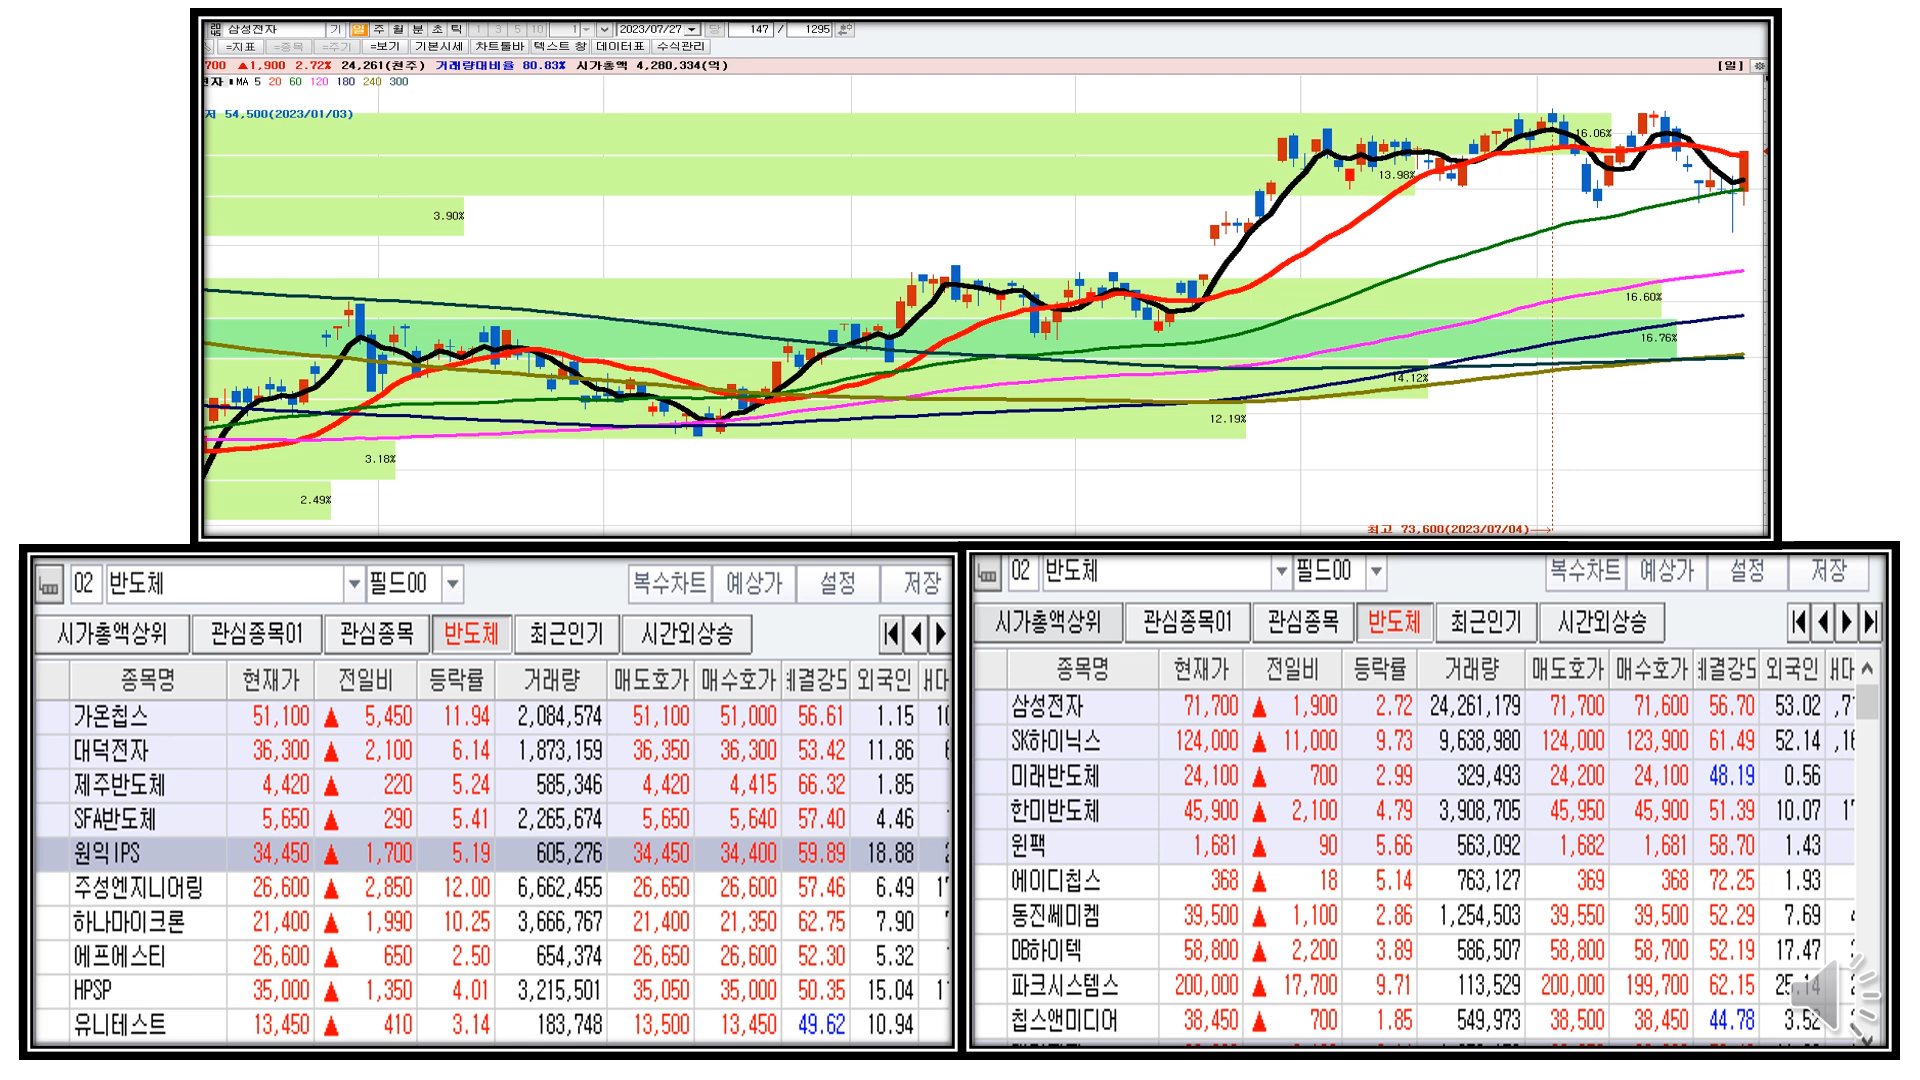 삼성전자 기 일 주 월 분 초 틱 1 3 5 10 1 2023/07/27 당 147 / 1295
=지표 =종목 =주기 =보기 기본시세 차트툴바 텍스트 창 데이터표 수식관리
700 ▲1,900 2.72% 24,261(천주) 거래량대비율 80.83% 시가총액 4,280,334(억) [일]
전자 ■MA 5 20 60 120 180 240 300
저 54,500(2023/01/03)
16.06%
13.98%
3.90%
16.60%
16.76%
14.12%
12.19%
3.18%
2.49%
최고 73,600(2023/07/04)
02 반도체 필드00 복수차트 예상가 설정 저장
시가총액상위 관심종목01 관심종목 반도체 최근인기 시간외상승
종목명 현재가 전일비 등락률 거래량 매도호가 매수호가 체결강5 외국인
가온칩스 51,100 ▲ 5,450 11.94 2,084,574 51,100 51,000 56.61 1.15
대덕전자 36,300 ▲ 2,100 6.14 1,873,159 36,350 36,300 53.42 11.86
제주반도체 4,420 ▲ 220 5.24 585,346 4,420 4,415 66.32 1.85
SFA반도체 5,650 ▲ 290 5.41 2,265,674 5,650 5,640 57.40 4.46
원익IPS 34,450 ▲ 1,700 5.19 605,276 34,450 34,400 59.89 18.88
주성엔지니어링 26,600 ▲ 2,850 12.00 6,662,455 26,650 26,600 57.46 6.49
하나마이크론 21,400 ▲ 1,990 10.25 3,666,767 21,400 21,350 62.75 7.90
에프에스티 26,600 ▲ 650 2.50 654,374 26,650 26,600 52.30 5.32
HPSP 35,000 ▲ 1,350 4.01 3,215,501 35,050 35,000 50.35 15.04
유니테스트 13,450 ▲ 410 3.14 183,748 13,500 13,450 49.62 10.94
02 반도체 필드00 복수차트 예상가 설정 저장
시가총액상위 관심종목01 관심종목 반도체 최근인기 시간외상승
종목명 현재가 전일비 등락률 거래량 매도호가 매수호가 체결강5 외국인
삼성전자 71,700 ▲ 1,900 2.72 24,261,179 71,700 71,600 56.70 53.02
SK하이닉스 124,000 ▲ 11,000 9.73 9,638,980 124,000 123,900 61.49 52.14
미래반도체 24,100 ▲ 700 2.99 329,493 24,200 24,100 48.19 0.56
한미반도체 45,900 ▲ 2,100 4.79 3,908,705 45,950 45,900 51.39 10.07
윈팩 1,681 ▲ 90 5.66 563,092 1,682 1,681 58.70 1.43
에이디칩스 368 ▲ 18 5.14 763,127 369 368 72.25 1.93
동진쎄미켐 39,500 ▲ 1,100 2.86 1,254,503 39,550 39,500 52.29 7.69
DB하이텍 58,800 ▲ 2,200 3.89 586,507 58,800 58,700 52.19 17.47
파크시스템스 200,000 ▲ 17,700 9.71 113,529 200,000 199,700 62.15 25.14
칩스앤미디어 38,450 ▲ 700 1.85 549,973 38,500 38,450 44.78 3.52